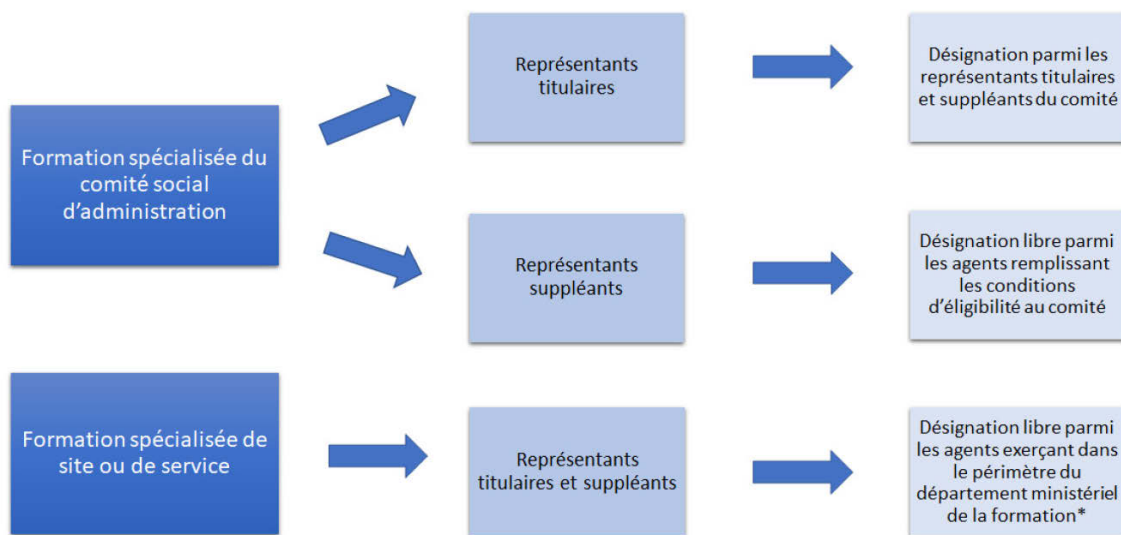 Formation spécialisée du
comité social
d'administration
Représentants
titulaires
Désignation parmi les
représentants titulaires
et suppléants du comité
Représentants
suppléants
Désignation libre parmi
les agents remplissant
les conditions
d'éligibilité au comité
Formation spécialisée de
site ou de service
Représentants
titulaires et suppléants
Désignation libre parmi
les agents exerçant dans
le périmètre du
département ministériel
de la formation*